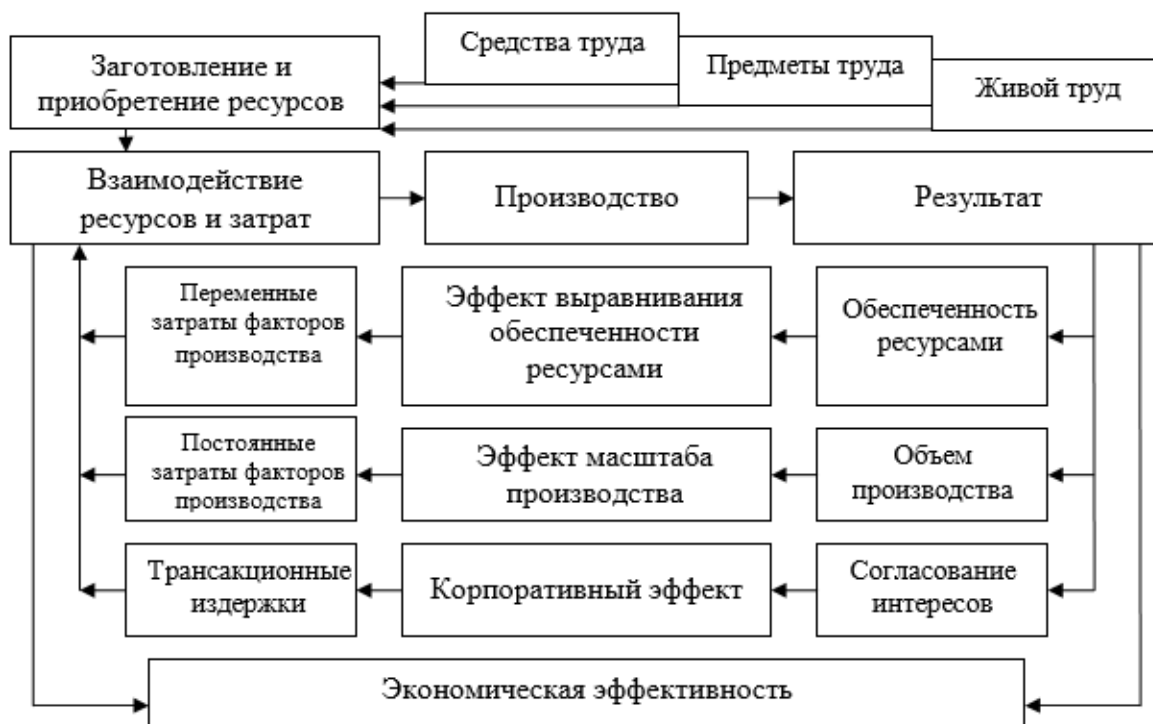 Средства труда
Предметы труда
Живой труд
Заготовление и
приобретение ресурсов
Взаимодействие
ресурсов и затрат
Производство
Результат
Переменные
затраты факторов
производства
Эффект выравнивания
обеспеченности
ресурсами
Обеспеченность
ресурсами
Постоянные
затраты факторов
производства
Эффект масштаба
производства
Объем
производства
Трансакционные
издержки
Корпоративный эффект
Согласование
интересов
Экономическая эффективность